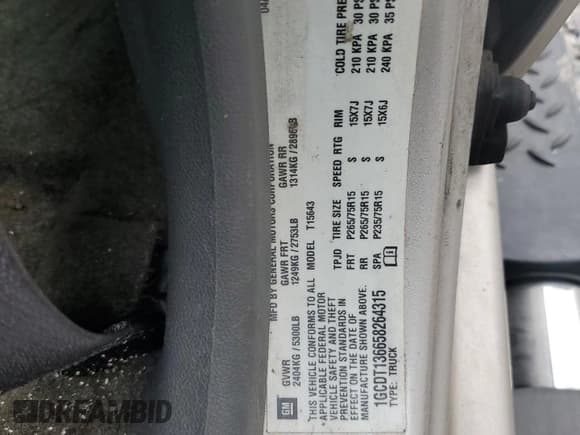 04/
MFD BY GENERAL MOTORS CORPORATION
GVWR GAWR FRT GAWR RR
2404KG / 5300LB 1249KG / 2753LB 1314KG / 2896LB
GM
THIS VEHICLE CONFORMS TO ALL
APPLICABLE FEDERAL MOTOR
VEHICLE SAFETY AND THEFT
PREVENTION STANDARDS IN
EFFECT ON THE DATE OF
MANUFACTURE SHOWN ABOVE.
1GCDT136658264315
TYPE: TRUCK
MODEL T15643
TPJD TIRE SIZE SPEED RTG RIM COLD TIRE PRE
FRT P265/75R15 S 15X7J 210 KPA 30 PS
RR P265/75R15 S 15X7J 210 KPA 30 PS
SPA P235/75R15 S 15X6J 240 KPA 35 PS
DREAMBID